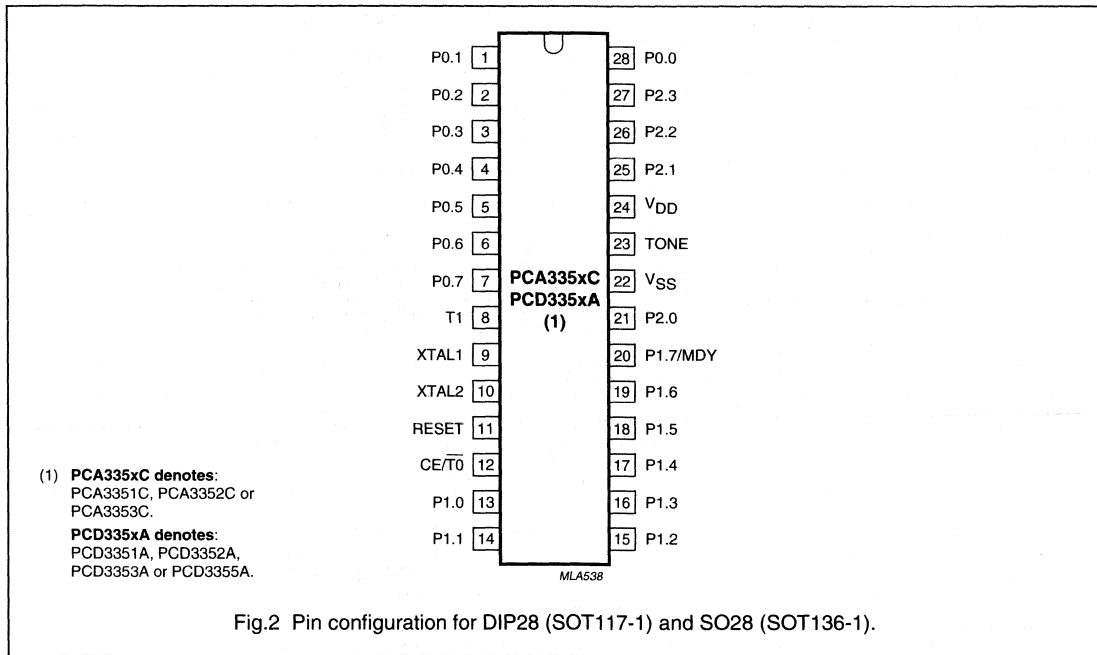 P0.1 1 28 P0.0
P0.2 2 27 P2.3
P0.3 3 26 P2.2
P0.4 4 25 P2.1
P0.5 5 24 VDD
P0.6 6 23 TONE
P0.7 7 PCA335xC 22 VSS
PCD335xA
T1 8 (1) 21 P2.0
XTAL1 9 20 P1.7/MDY
XTAL2 10 19 P1.6
RESET 11 18 P1.5
CE/T0 12 17 P1.4
P1.0 13 16 P1.3
P1.1 14 15 P1.2
(1) PCA335xC denotes:
PCA3351C, PCA3352C or
PCA3353C.
PCD335xA denotes:
PCD3351A, PCD3352A,
PCD3353A or PCD3355A.
MLA538
Fig.2 Pin configuration for DIP28 (SOT117-1) and SO28 (SOT136-1).